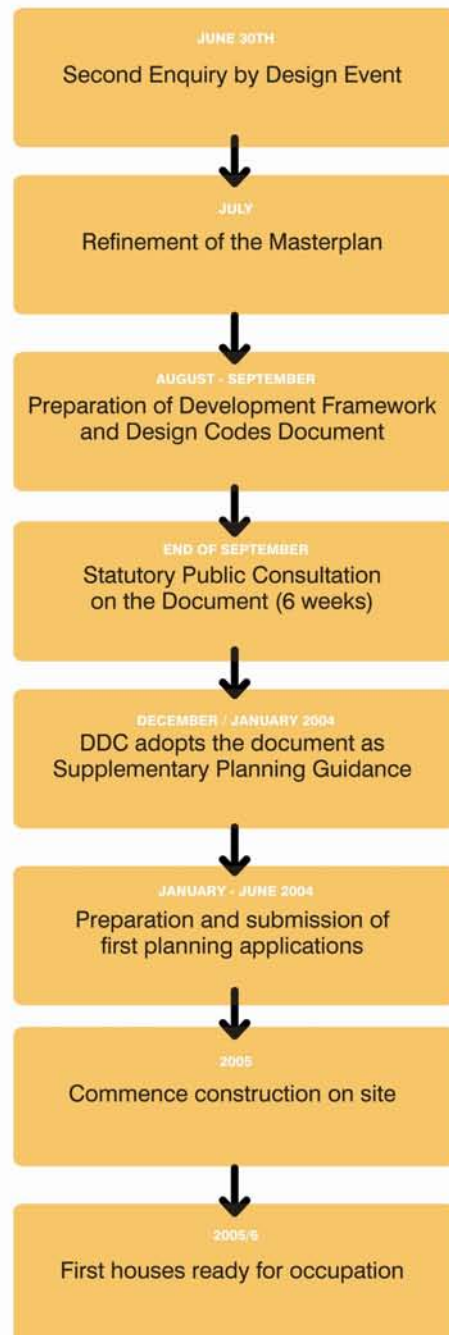 JUNE 30TH
Second Enquiry by Design Event
JULY
Refinement of the Masterplan
AUGUST - SEPTEMBER
Preparation of Development Framework
and Design Codes Document
END OF SEPTEMBER
Statutory Public Consultation
on the Document (6 weeks)
DECEMBER / JANUARY 2004
DDC adopts the document as
Supplementary Planning Guidance
JANUARY - JUNE 2004
Preparation and submission of
first planning applications
2005
Commence construction on site
2005/6
First houses ready for occupation